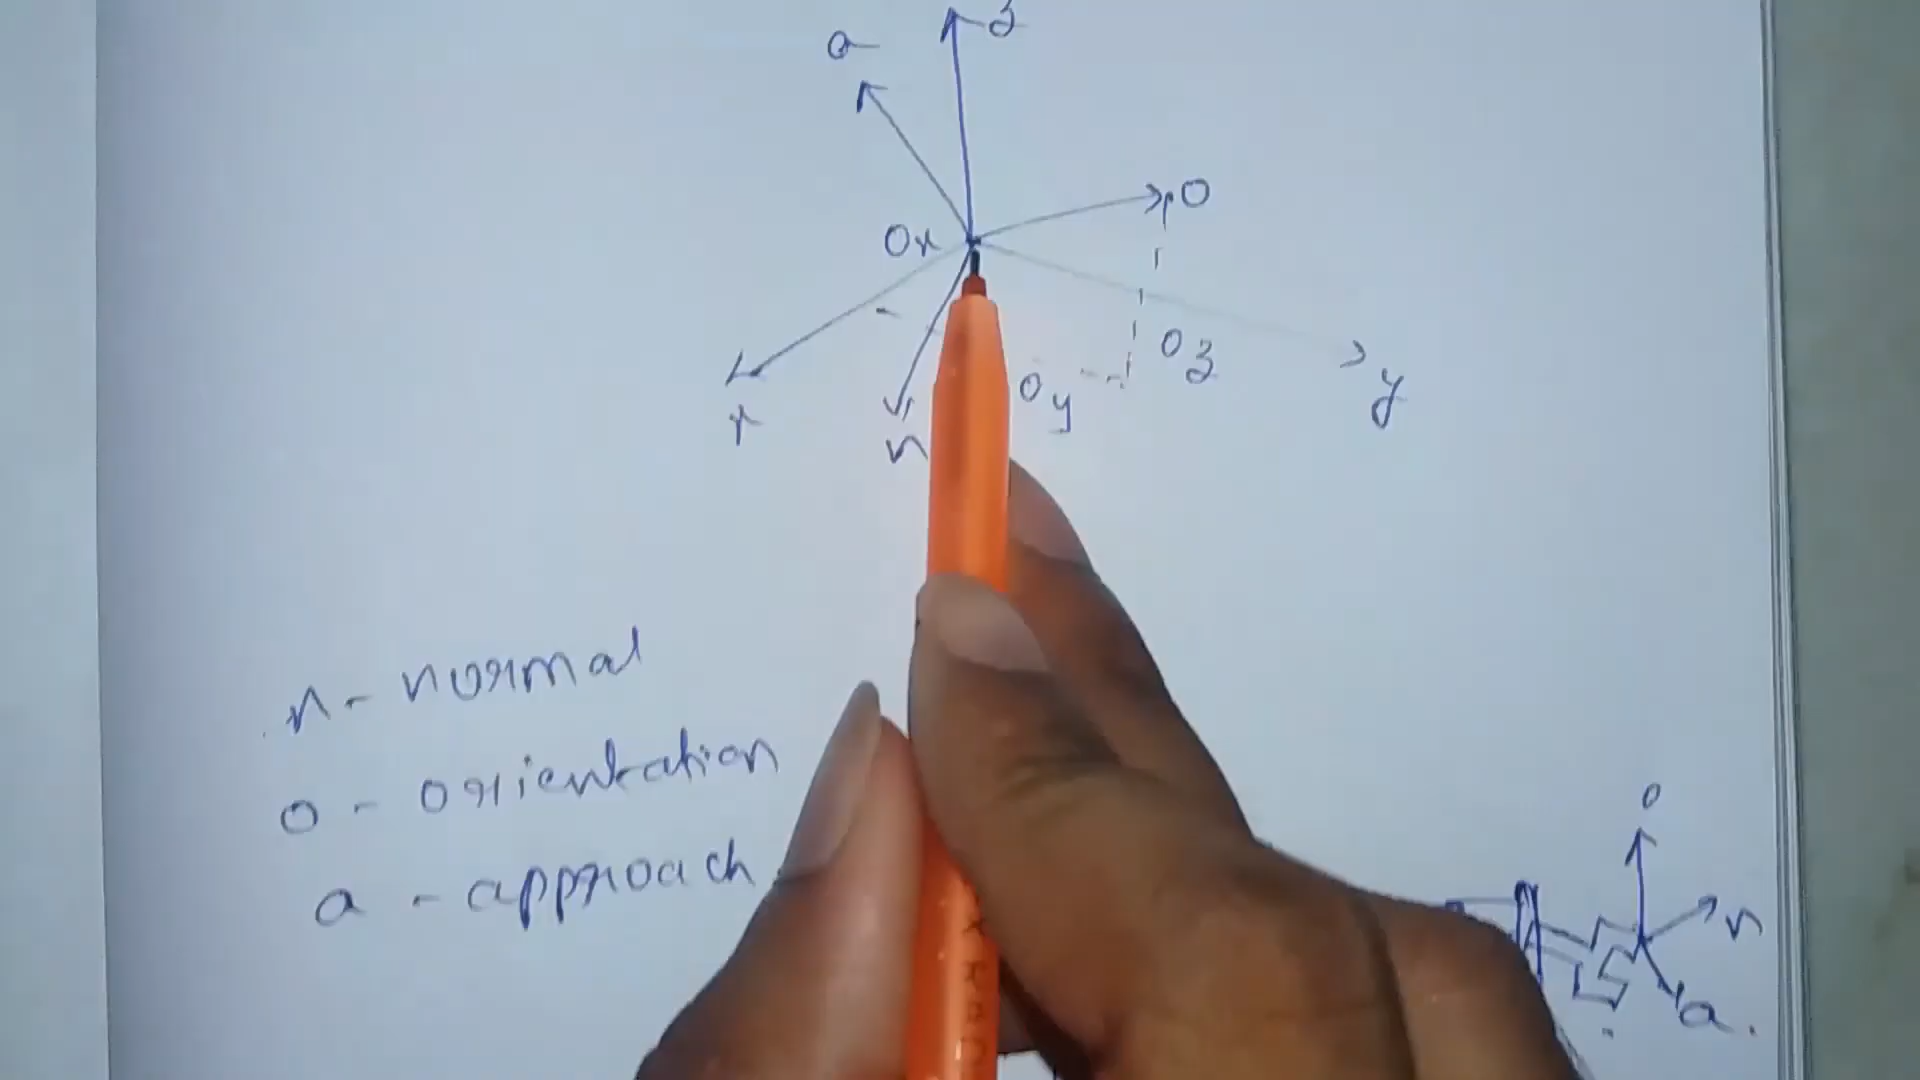 z
a
o
ox
oz
oy
y
x
n
n - normal
o - orientation
a - approach
o
n
a.